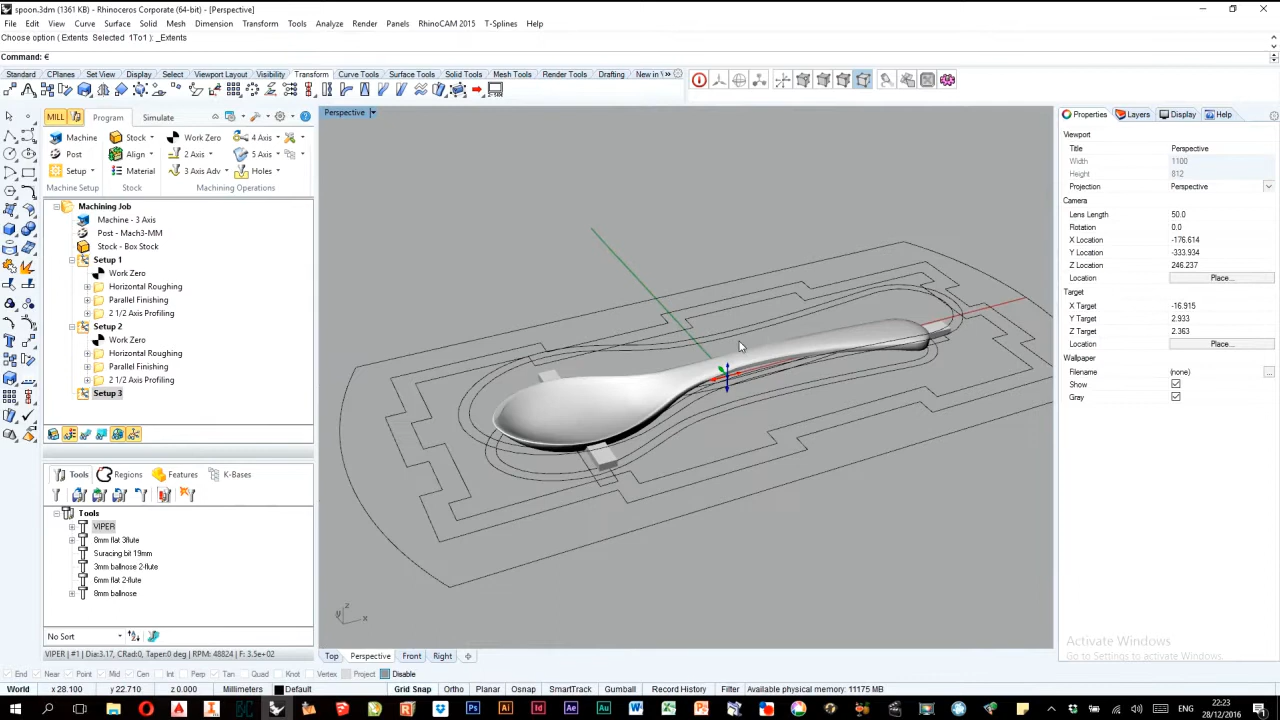 spoon.3dm (1361 KB) - Rhinoceros Corporate (64-bit) - [Perspective]
File Edit View Curve Surface Solid Mesh Dimension Transform Tools Analyze Render Panels RhinoCAM 2015 T-Splines Help
Choose option ( Extents Selected 1To1 ): _Extents
Command: €
Standard CPlanes Set View Display Select Viewport Layout Visibility Transform Curve Tools Surface Tools Solid Tools Mesh Tools Render Tools Drafting New in V
MILL Program Simulate
Machine Stock Work Zero 4 Axis
Post Align 2 Axis 5 Axis
Setup Material 3 Axis Adv Holes
Machine Setup Stock Machining Operations
Machining Job
Machine - 3 Axis
Post - Mach3-MM
Stock - Box Stock
Setup 1
Work Zero
Horizontal Roughing
Parallel Finishing
2 1/2 Axis Profiling
Setup 2
Work Zero
Horizontal Roughing
Parallel Finishing
2 1/2 Axis Profiling
Setup 3
Tools Regions Features K-Bases
Tools
VIPER
8mm flat 3flute
Suracing bit 19mm
3mm ballnose 2-flute
6mm flat 2-flute
8mm ballnose
No Sort
VIPER | #1 | Dia:3.17, CRad:0, Taper:0 deg | RPM: 48824 | F: 3.5e+02
Perspective
z
y
x
Top Perspective Front Right
Properties Layers Display Help
Viewport
Title Perspective
Width 1100
Height 812
Projection Perspective
Camera
Lens Length 50.0
Rotation 0.0
X Location -176.614
Y Location -333.934
Z Location 246.237
Location Place...
Target
X Target -16.915
Y Target 2.933
Z Target 2.363
Location Place...
Wallpaper
Filename (none) ...
Show
Gray
Activate Windows
Go to Settings to activate Windows.
End Near Point Mid Cen Int Perp Tan Quad Knot Vertex Project Disable
World x 28.100 y 22.710 z 0.000 Millimeters Default Grid Snap Ortho Planar Osnap SmartTrack Gumball Record History Filter Available physical memory: 11175 MB
ENG
22:23
28/12/2016